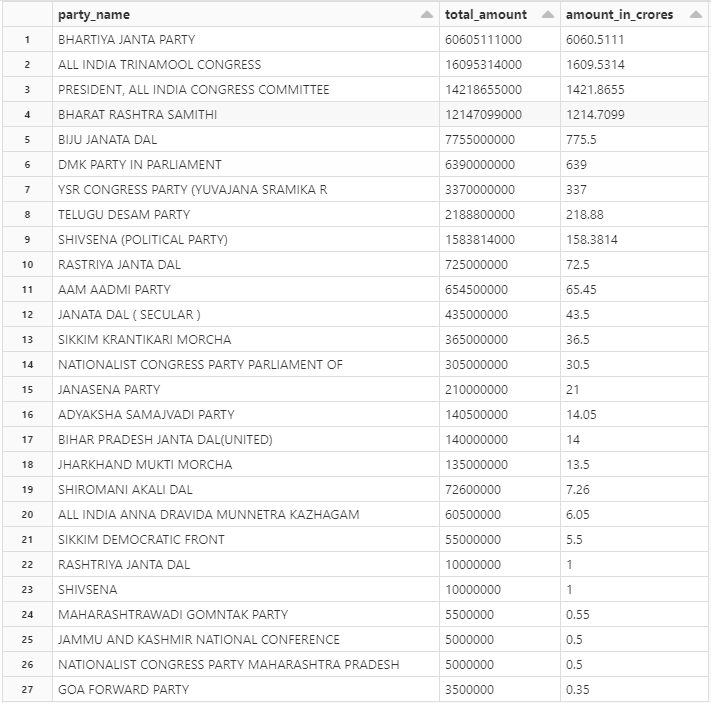 party_name total_amount amount_in_crores
1 BHARTIYA JANTA PARTY 60605111000 6060.5111
2 ALL INDIA TRINAMOOL CONGRESS 16095314000 1609.5314
3 PRESIDENT, ALL INDIA CONGRESS COMMITTEE 14218655000 1421.8655
4 BHARAT RASHTRA SAMITHI 12147099000 1214.7099
5 BIJU JANATA DAL 7755000000 775.5
6 DMK PARTY IN PARLIAMENT 6390000000 639
7 YSR CONGRESS PARTY (YUVAJANA SRAMIKA R 3370000000 337
8 TELUGU DESAM PARTY 2188800000 218.88
9 SHIVSENA (POLITICAL PARTY) 1583814000 158.3814
10 RASTRIYA JANTA DAL 725000000 72.5
11 AAM AADMI PARTY 654500000 65.45
12 JANATA DAL ( SECULAR ) 435000000 43.5
13 SIKKIM KRANTIKARI MORCHA 365000000 36.5
14 NATIONALIST CONGRESS PARTY PARLIAMENT OF 305000000 30.5
15 JANASENA PARTY 210000000 21
16 ADYAKSHA SAMAJVADI PARTY 140500000 14.05
17 BIHAR PRADESH JANTA DAL(UNITED) 140000000 14
18 JHARKHAND MUKTI MORCHA 135000000 13.5
19 SHIROMANI AKALI DAL 72600000 7.26
20 ALL INDIA ANNA DRAVIDA MUNNETRA KAZHAGAM 60500000 6.05
21 SIKKIM DEMOCRATIC FRONT 55000000 5.5
22 RASHTRIYA JANTA DAL 10000000 1
23 SHIVSENA 10000000 1
24 MAHARASHTRAWADI GOMNTAK PARTY 5500000 0.55
25 JAMMU AND KASHMIR NATIONAL CONFERENCE 5000000 0.5
26 NATIONALIST CONGRESS PARTY MAHARASHTRA PRADESH 5000000 0.5
27 GOA FORWARD PARTY 3500000 0.35